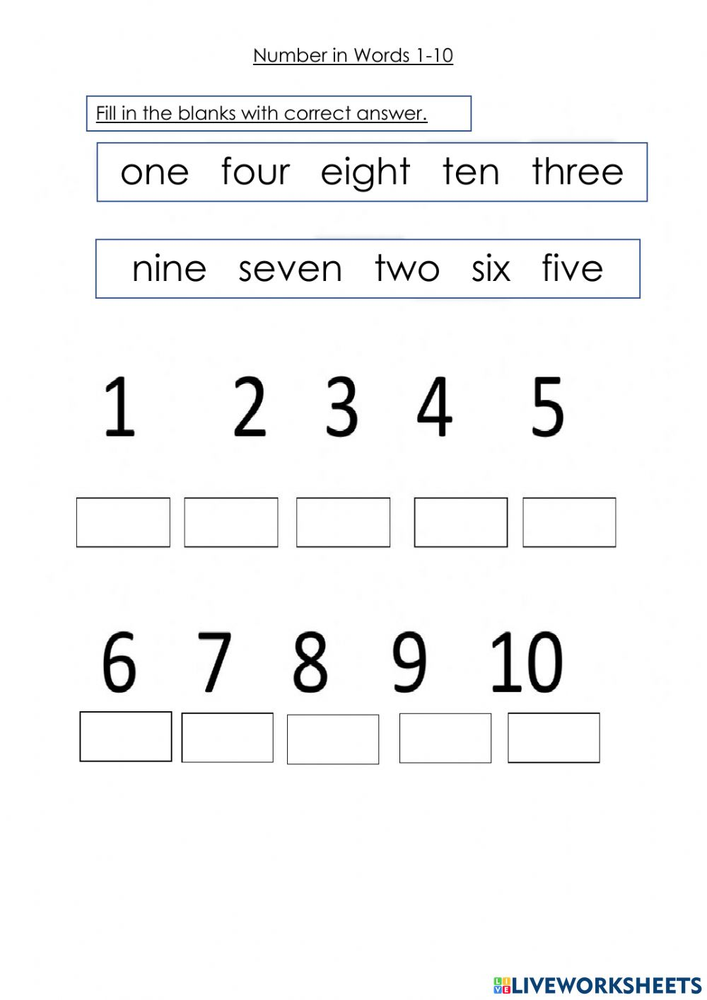 Number in Words 1-10
Fill in the blanks with correct answer.
one four eight ten three
nine seven two six five
1 2 3 4 5
6 7 8 9 10
LIVE LIVEWORKSHEETS